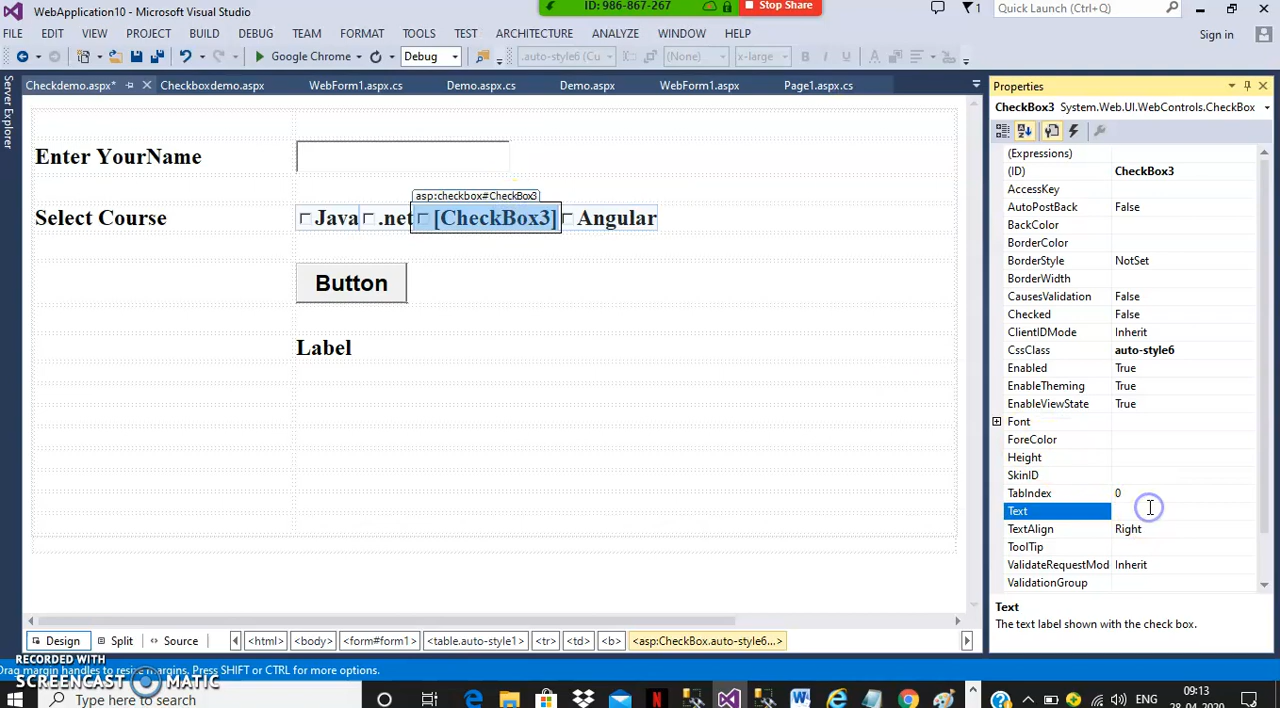 WebApplication10 - Microsoft Visual Studio
ID: 986-867-267
Stop Share
1
Quick Launch (Ctrl+Q)
FILE EDIT VIEW PROJECT BUILD DEBUG TEAM FORMAT TOOLS TEST ARCHITECTURE ANALYZE WINDOW HELP
Sign in
Google Chrome Debug .auto-style6 (Cu (None) x-large B I U A
Server Explorer
Checkdemo.aspx* Checkboxdemo.aspx WebForm1.aspx.cs Demo.aspx.cs Demo.aspx WebForm1.aspx Page1.aspx.cs
Enter YourName
asp:checkbox#CheckBox3
Select Course Java .net [CheckBox3] Angular
Button
Label
Properties
CheckBox3 System.Web.UI.WebControls.CheckBox
(Expressions)
(ID) CheckBox3
AccessKey
AutoPostBack False
BackColor
BorderColor
BorderStyle NotSet
BorderWidth
CausesValidation False
Checked False
ClientIDMode Inherit
CssClass auto-style6
Enabled True
EnableTheming True
EnableViewState True
Font
ForeColor
Height
SkinID
TabIndex 0
Text
TextAlign Right
ToolTip
ValidateRequestMod Inherit
ValidationGroup
Text
The text label shown with the check box.
Design Split Source <html> <body> <form#form1> <table.auto-style1> <tr> <td> <b> <asp:CheckBox.auto-style6...>
RECORDED WITH
SCREENCAST MATIC
Drag margin handles to resize margins. Press SHIFT or CTRL for more options.
Type here to search
ENG
09:13
28-04-2020